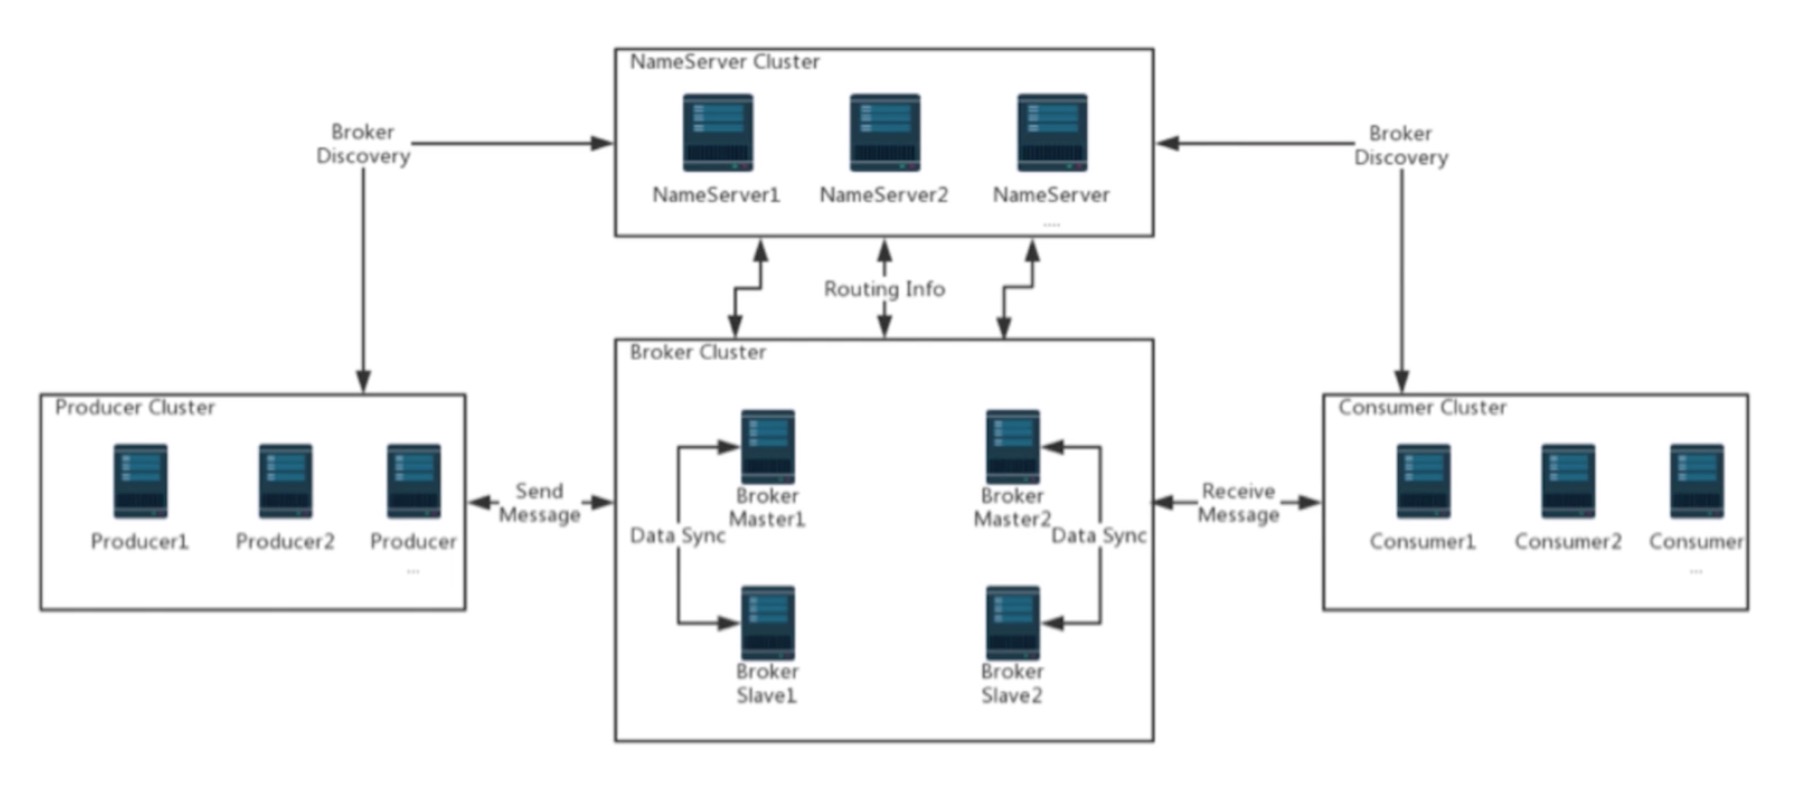 NameServer Cluster
NameServer1
NameServer2
NameServer
....
Broker
Discovery
Broker
Discovery
Routing Info
Producer Cluster
Producer1
Producer2
Producer
...
Send
Message
Broker Cluster
Broker
Master1
Broker
Master2
Data Sync
Data Sync
Broker
Slave1
Broker
Slave2
Receive
Message
Consumer Cluster
Consumer1
Consumer2
Consumer
...